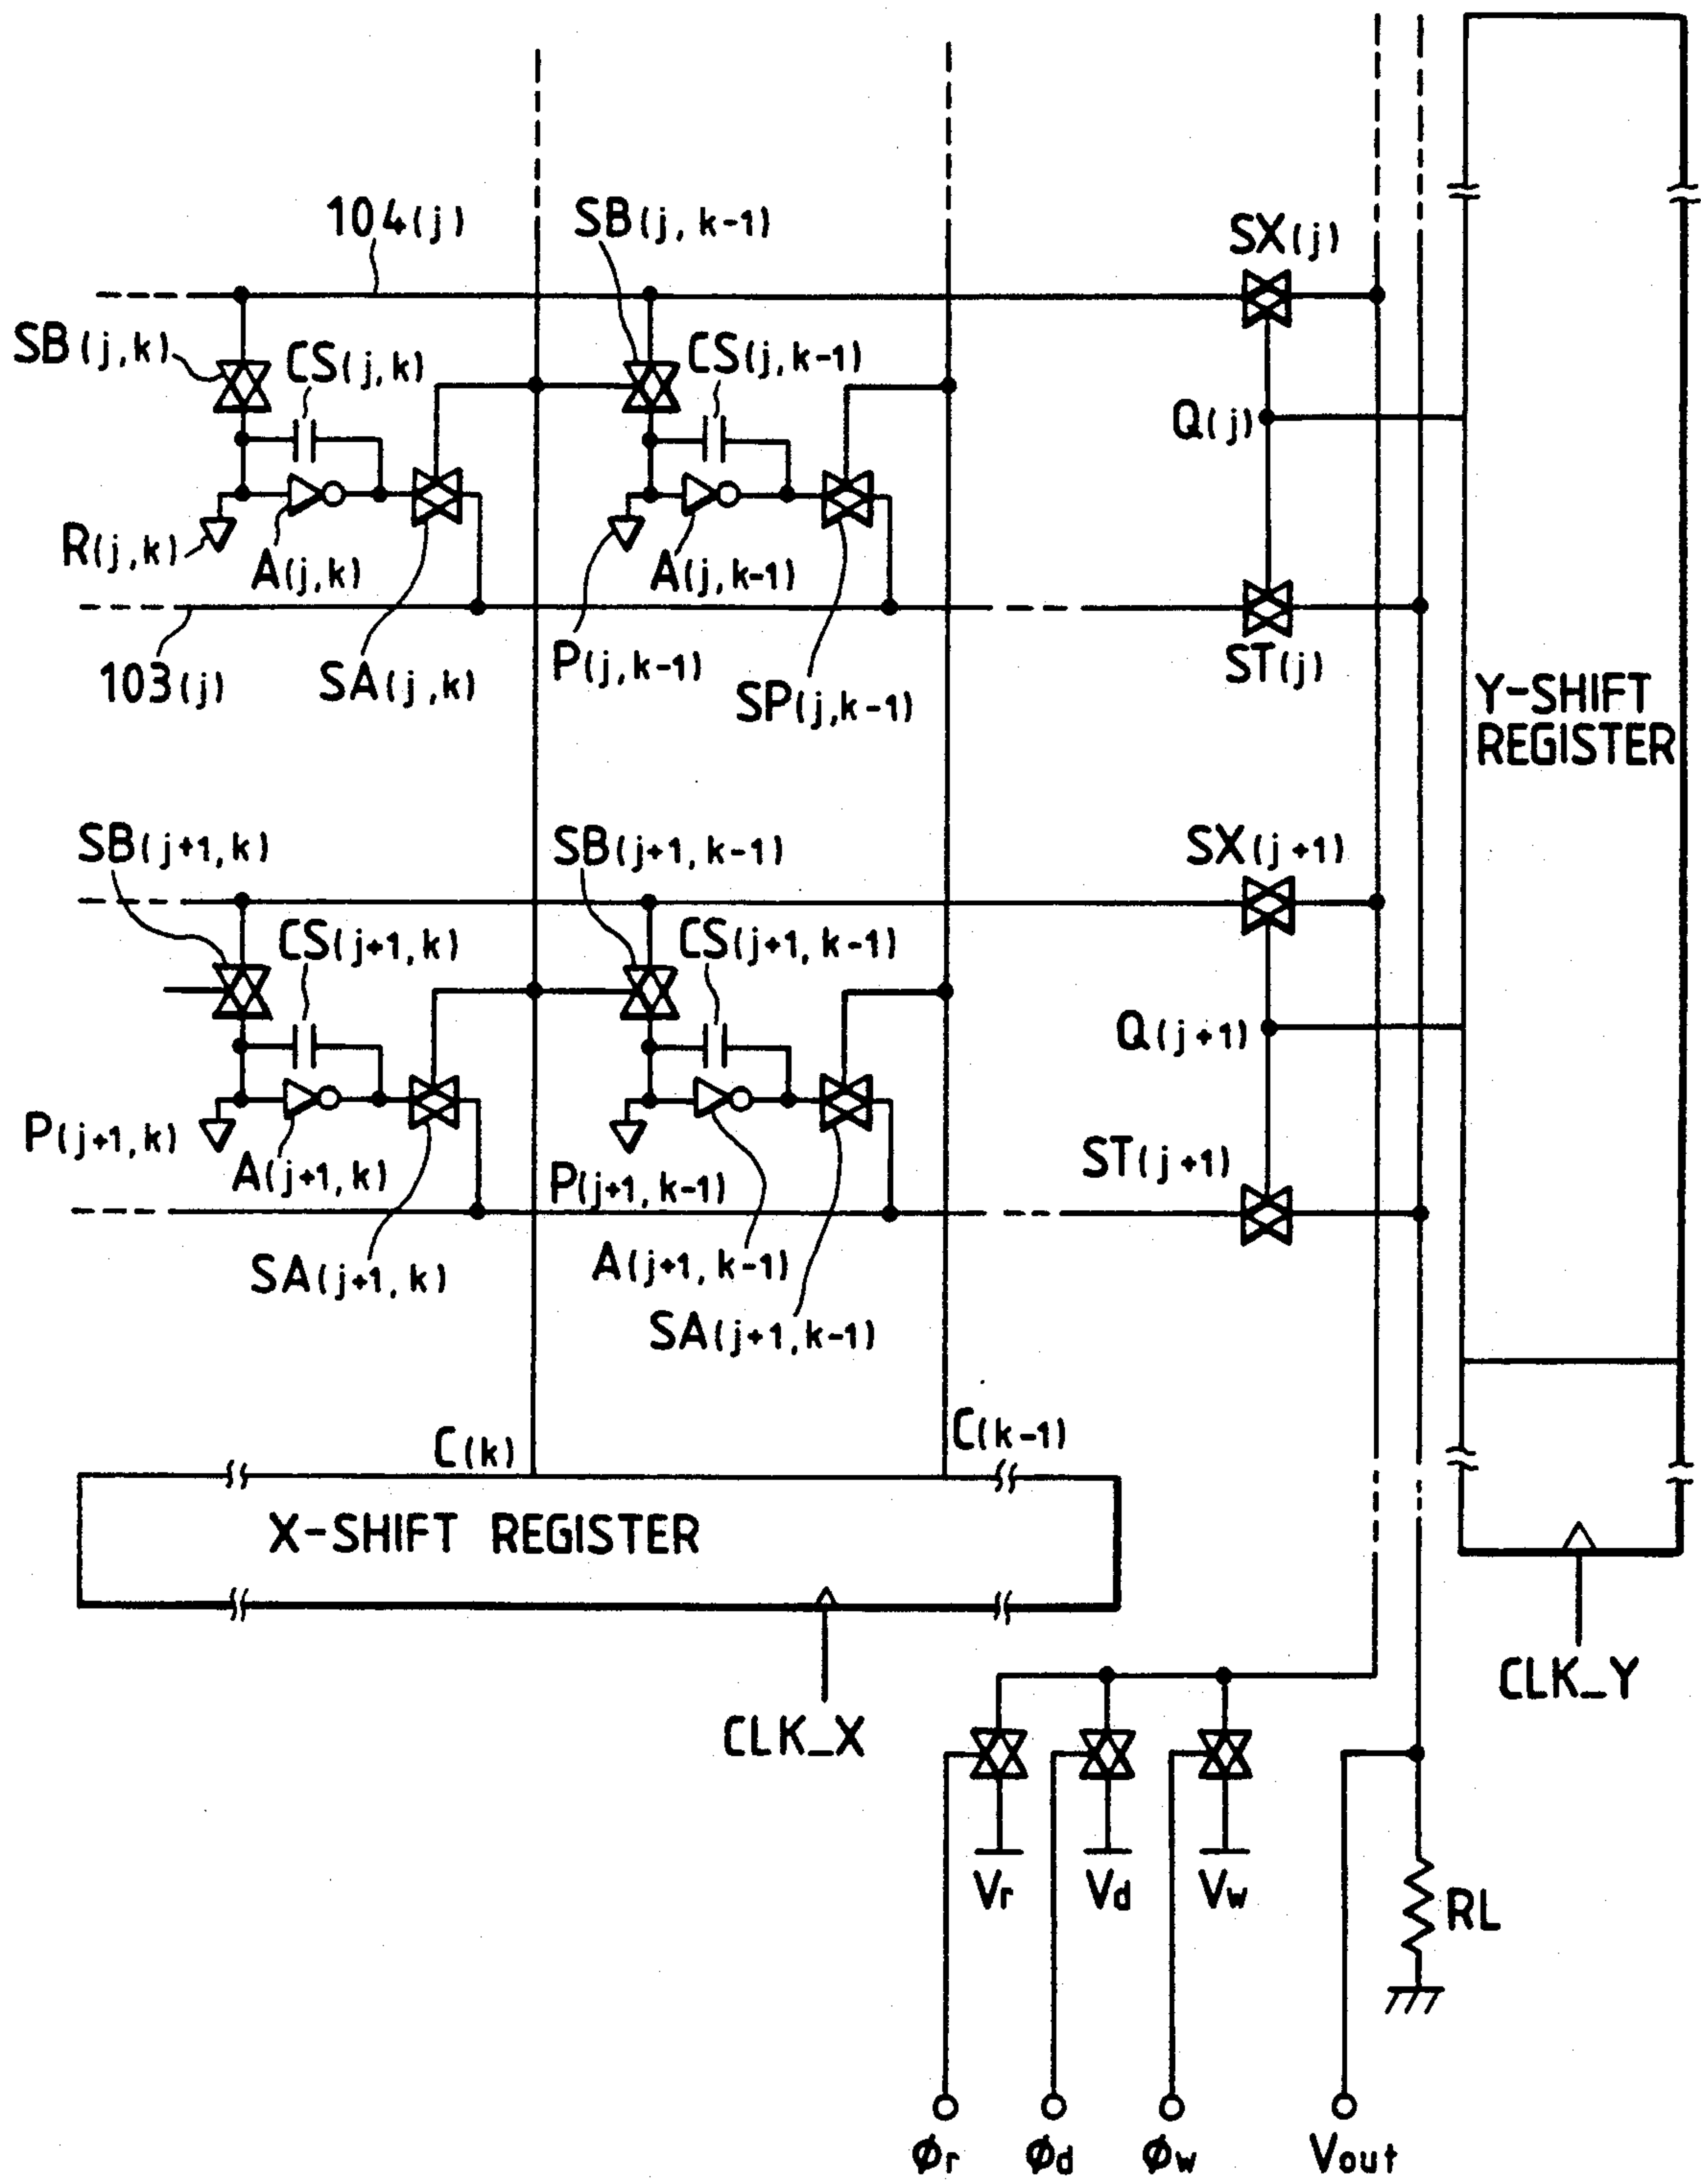 104(j)
SB(j, k-1)
SX(j)
SB(j,k)
CS(j,k)
CS(j,k-1)
Q(j)
R(j,k)
A(j,k)
A(j,k-1)
103(j)
SA(j,k)
P(j,k-1)
SP(j,k-1)
ST(j)
Y-SHIFT
REGISTER
SB(j+1,k)
SB(j+1,k-1)
SX(j+1)
CS(j+1,k)
CS(j+1,k-1)
Q(j+1)
P(j+1,k)
A(j+1,k)
P(j+1,k-1)
ST(j+1)
SA(j+1,k)
A(j+1,k-1)
SA(j+1,k-1)
C(k)
C(k-1)
X-SHIFT REGISTER
CLK_X
CLK_Y
Vr
Vd
Vw
RL
φr
φd
φw
Vout